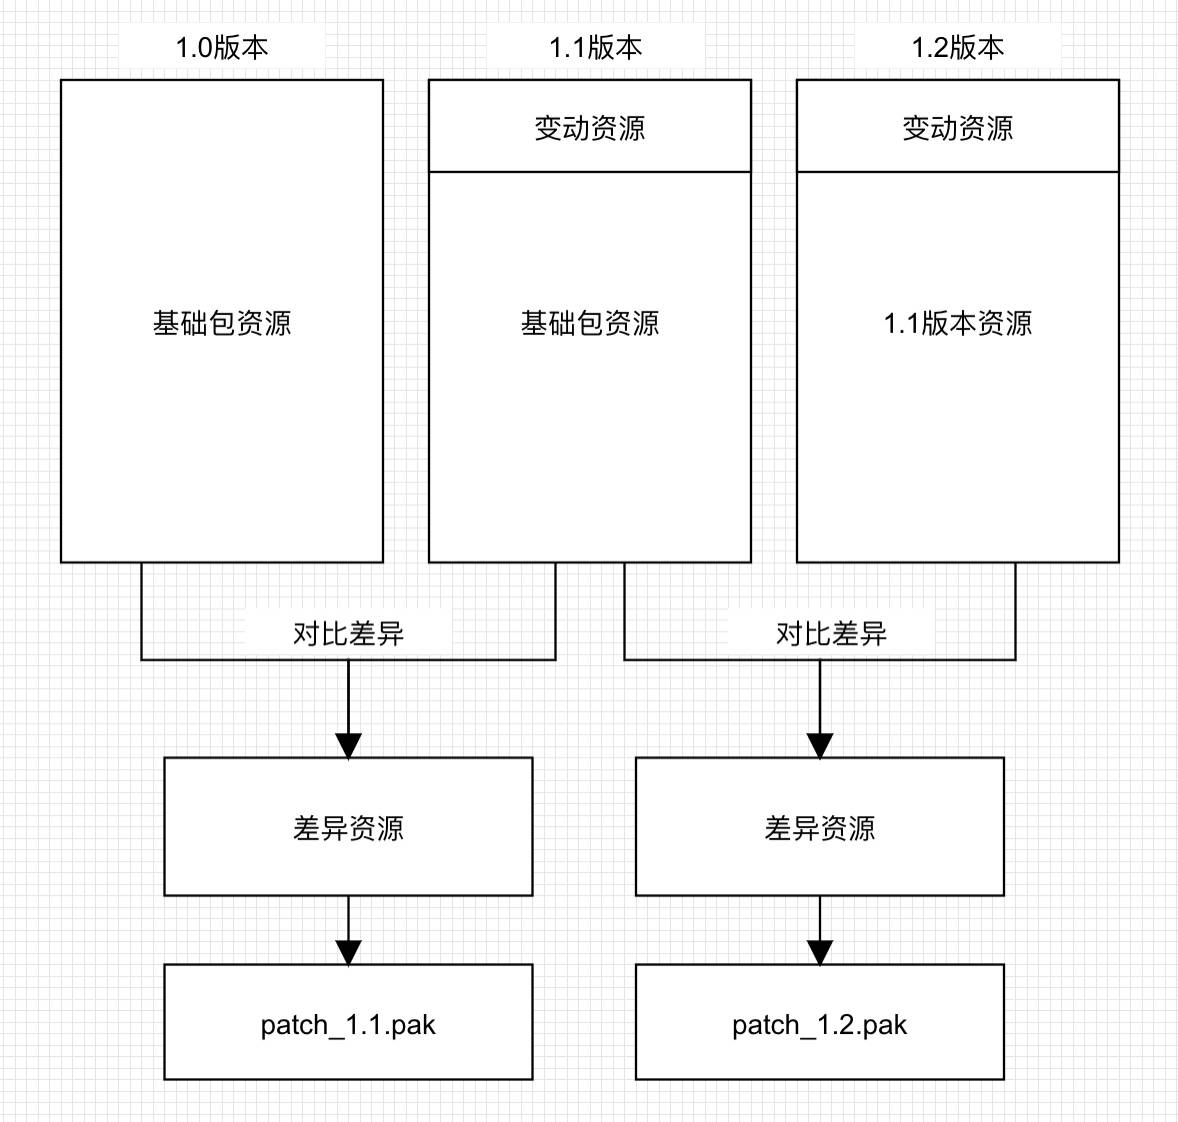 1.0版本
1.1版本
1.2版本
变动资源
变动资源
基础包资源
基础包资源
1.1版本资源
对比差异
对比差异
差异资源
差异资源
patch_1.1.pak
patch_1.2.pak